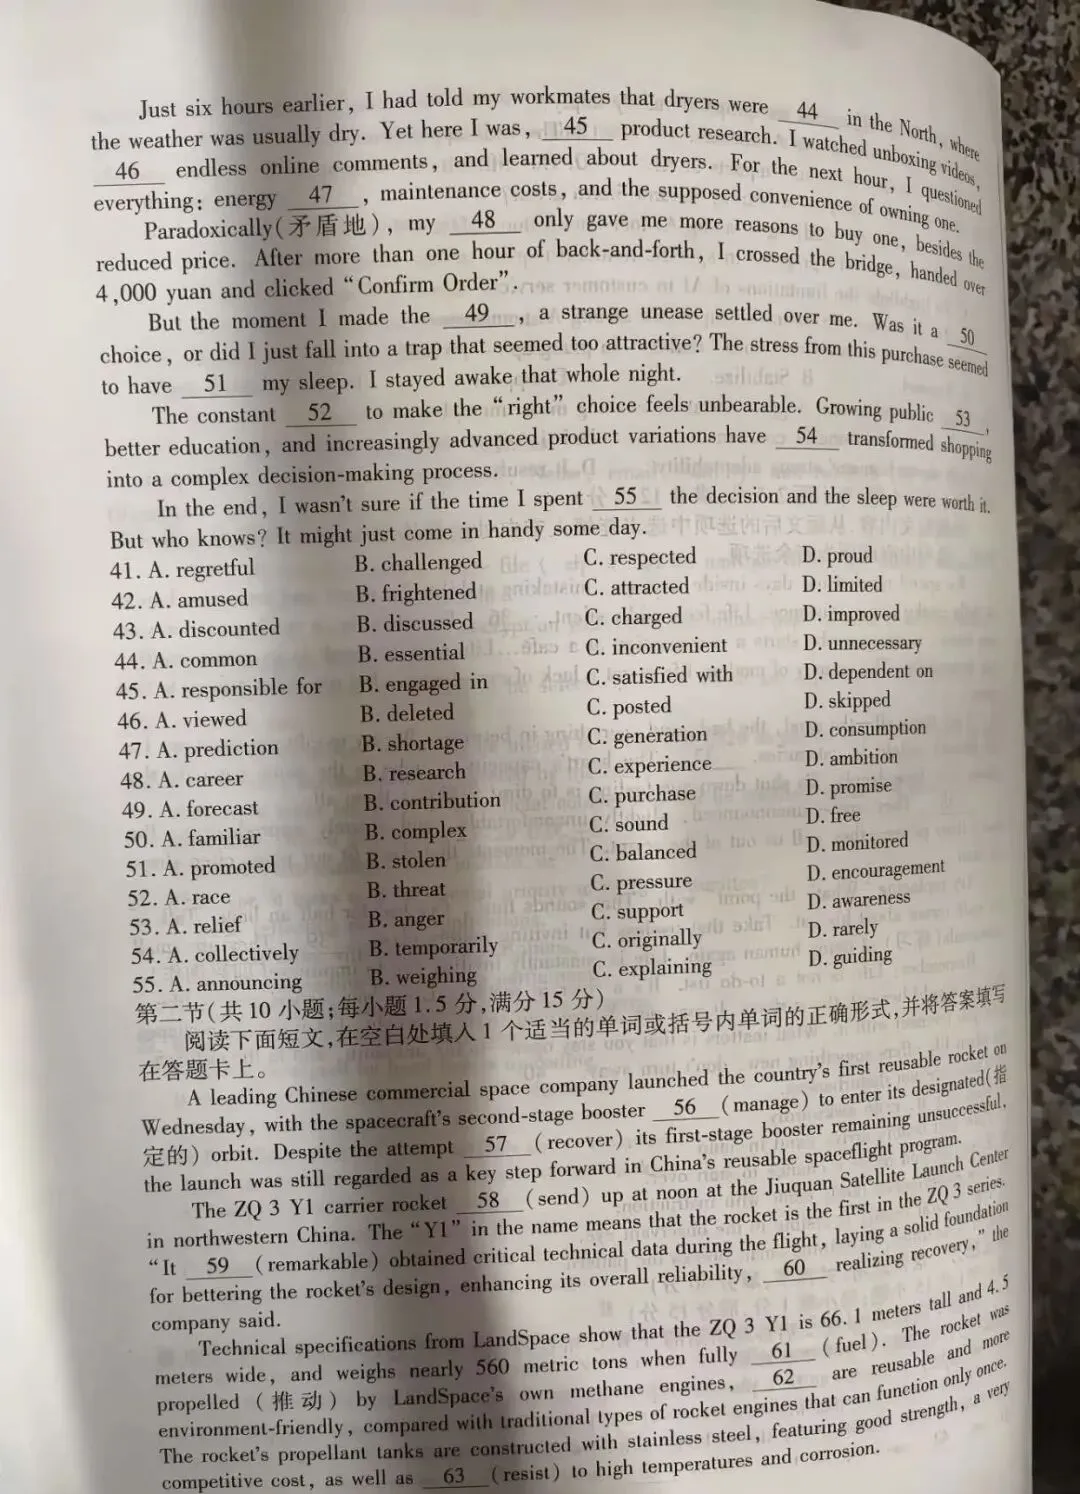 Just six hours earlier, I had told my workmates that dryers were 44 in the North, where
the weather was usually dry. Yet here I was, 45 product research. I watched unboxing videos,
46 endless online comments, and learned about dryers. For the next hour, I questioned
everything: energy 47, maintenance costs, and the supposed convenience of owning one.
Paradoxically(矛盾地), my 48 only gave me more reasons to buy one, besides the
reduced price. After more than one hour of back-and-forth, I crossed the bridge, handed over
4,000 yuan and clicked “Confirm Order”.
But the moment I made the 49, a strange unease settled over me. Was it a 50
choice, or did I just fall into a trap that seemed too attractive? The stress from this purchase seemed
to have 51 my sleep. I stayed awake that whole night.
The constant 52 to make the “right” choice feels unbearable. Growing public 53,
better education, and increasingly advanced product variations have 54 transformed shopping
into a complex decision-making process.
In the end, I wasn't sure if the time I spent 55 the decision and the sleep were worth it.
But who knows? It might just come in handy some day.
41. A. regretful B. challenged C. respected D. proud
42. A. amused B. frightened C. attracted D. limited
43. A. discounted B. discussed C. charged D. improved
44. A. common B. essential C. inconvenient D. unnecessary
45. A. responsible for B. engaged in C. satisfied with D. dependent on
46. A. viewed B. deleted C. posted D. skipped
47. A. prediction B. shortage C. generation D. consumption
48. A. career B. research C. experience D. ambition
49. A. forecast B. contribution C. purchase D. promise
50. A. familiar B. complex C. sound D. free
51. A. promoted B. stolen C. balanced D. monitored
52. A. race B. threat C. pressure D. encouragement
53. A. relief B. anger C. support D. awareness
54. A. collectively B. temporarily C. originally D. rarely
55. A. announcing B. weighing C. explaining D. guiding
第二节(共 10 小题;每小题 1.5 分,满分 15 分)
阅读下面短文,在空白处填入 1 个适当的单词或括号内单词的正确形式,并将答案填写
在答题卡上。
A leading Chinese commercial space company launched the country's first reusable rocket on
Wednesday, with the spacecraft's second-stage booster 56 (manage) to enter its designated(指
定的) orbit. Despite the attempt 57 (recover) its first-stage booster remaining unsuccessful,
the launch was still regarded as a key step forward in China's reusable spaceflight program.
The ZQ 3 Y1 carrier rocket 58 (send) up at noon at the Jiuquan Satellite Launch Center
in northwestern China. The “Y1” in the name means that the rocket is the first in the ZQ 3 series.
“It 59 (remarkable) obtained critical technical data during the flight, laying a solid foundation
for bettering the rocket's design, enhancing its overall reliability, 60 realizing recovery,” the
company said.
Technical specifications from LandSpace show that the ZQ 3 Y1 is 66.1 meters tall and 4.5
meters wide, and weighs nearly 560 metric tons when fully 61 (fuel). The rocket was
propelled (推动) by LandSpace's own methane engines, 62 are reusable and more
environment-friendly, compared with traditional types of rocket engines that can function only once.
The rocket's propellant tanks are constructed with stainless steel, featuring good strength, a very
competitive cost, as well as 63 (resist) to high temperatures and corrosion.